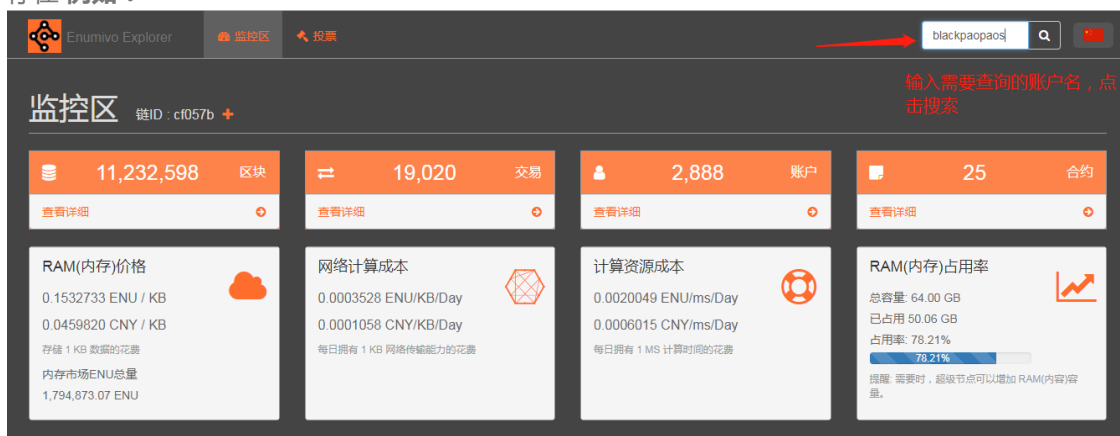 Enumivo Explorer
监控区
投票
blackpaopaos
输入需要查询的账户名，点
击搜索
监控区 链ID : cf057b +
11,232,598 区块
查看详细
19,020 交易
查看详细
2,888 账户
查看详细
25 合约
查看详细
RAM(内存)价格
0.1532733 ENU / KB
0.0459820 CNY / KB
存储 1 KB 数据的花费
内存市场ENU总量
1,794,873.07 ENU
网络计算成本
0.0003528 ENU/KB/Day
0.0001058 CNY/KB/Day
每日拥有 1 KB 网络传输能力的花费
计算资源成本
0.0020049 ENU/ms/Day
0.0006015 CNY/ms/Day
每日拥有 1 MS 计算时间的花费
RAM(内存)占用率
总容量: 64.00 GB
已占用 50.06 GB
占用率: 78.21%
78.21%
提醒: 需要时，超级节点可以增加 RAM(内容)容
量。